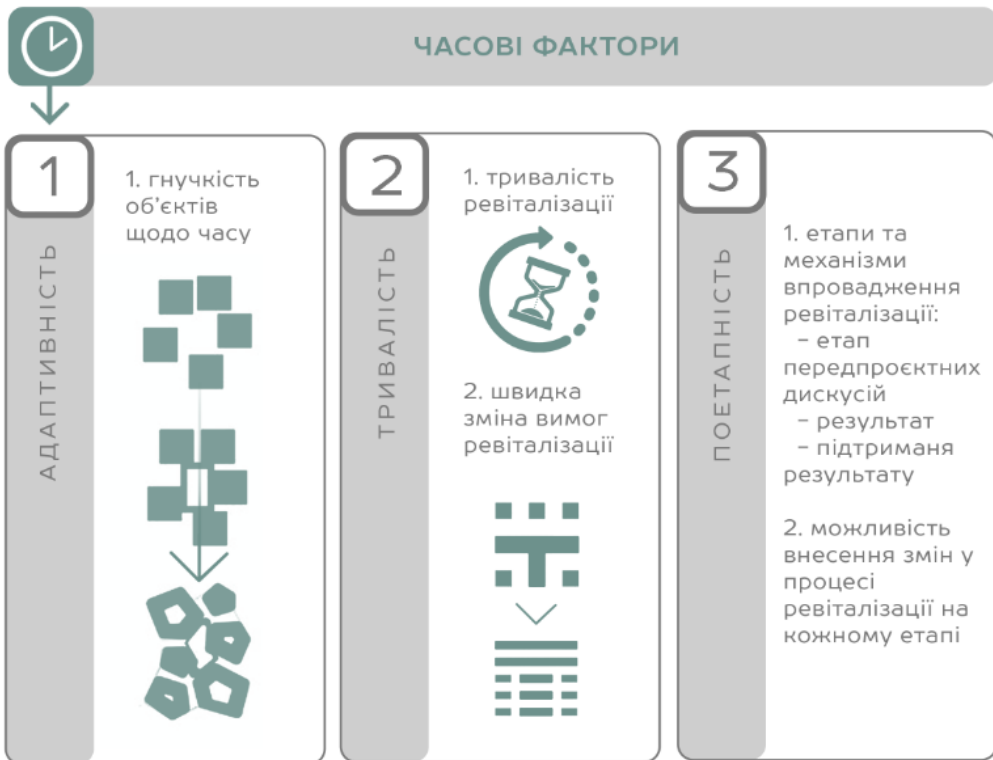 ЧАСОВІ ФАКТОРИ
1
АДАПТИВНІСТЬ
1. гнучкість
об'єктів
щодо часу
2
ТРИВАЛІСТЬ
1. тривалість
ревіталізації
2. швидка
зміна вимог
ревіталізації
3
ПОЕТАПНІСТЬ
1. етапи та
механізми
впровадження
ревіталізації:
– етап
передпроєктних
дискусій
– результат
– підтриманя
результату
2. можливість
внесення змін у
процесі
ревіталізації на
кожному етапі